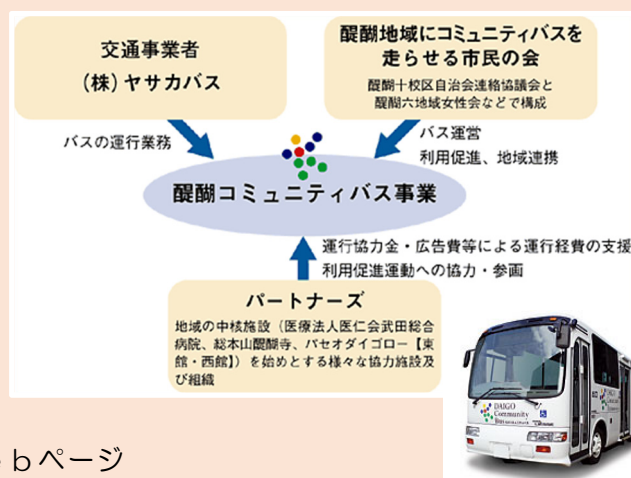 交通事業者
(株)ヤサカバス
醍醐地域にコミュニティバスを
走らせる市民の会
醍醐十校区自治会連絡協議会と
醍醐六地域女性会などで構成
バスの運行業務
バス運営
利用促進、地域連携
醍醐コミュニティバス事業
運行協力金・広告費等による運行経費の支援
利用促進運動への協力・参画
パートナーズ
地域の中核施設（医療法人医仁会武田総合
病院、総本山醍醐寺、パセオダイゴロー【東
館・西館】）を始めとする様々な協力施設及
び組織
DAIGO
Community
Bus
ｂページ